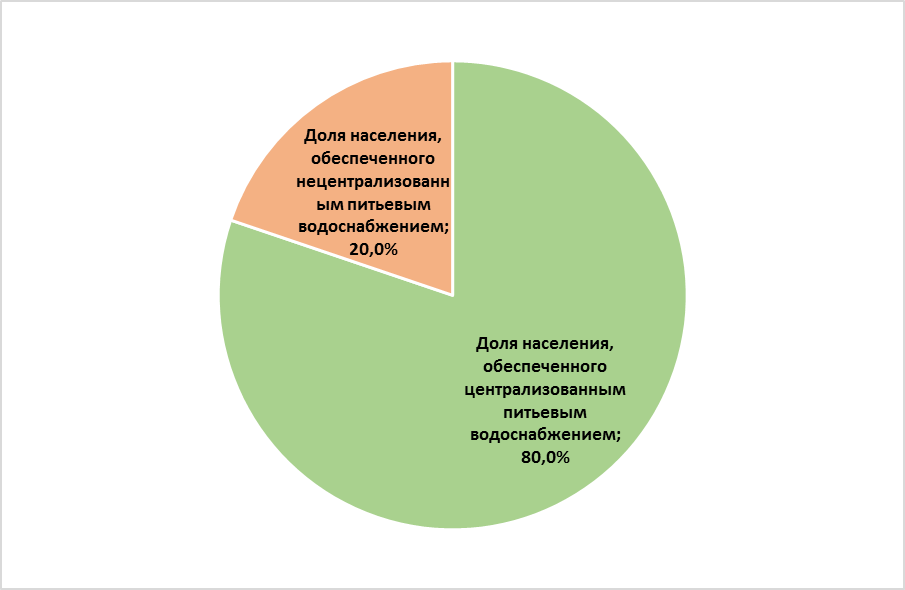 Доля населения,
обеспеченного
нецентрализованн
ым питьевым
водоснабжением;
20,0%
Доля населения,
обеспеченного
централизованным
питьевым
водоснабжением;
80,0%